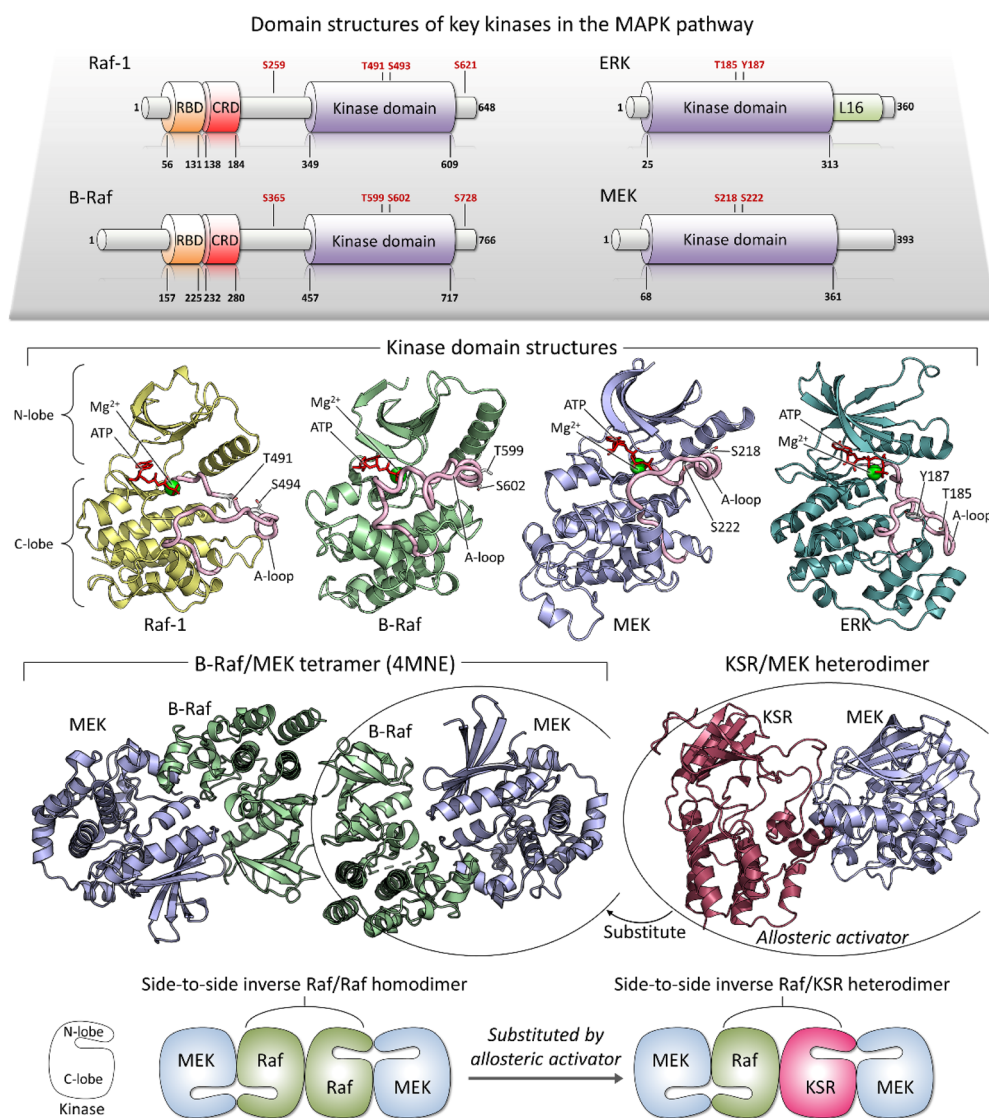 Domain structures of key kinases in the MAPK pathway
Raf-1
S259
T491 S493
S621
1
RBD
CRD
Kinase domain
648
56
131
138
184
349
609
ERK
T185 Y187
1
Kinase domain
L16
360
25
313
B-Raf
S365
T599 S602
S728
1
RBD
CRD
Kinase domain
766
157
225
232
280
457
717
MEK
S218 S222
1
Kinase domain
393
68
361
Kinase domain structures
N-lobe
C-lobe
Mg2+
ATP
T491
S494
A-loop
Raf-1
Mg2+
ATP
T599
S602
A-loop
B-Raf
ATP
Mg2+
S218
A-loop
S222
MEK
ATP
Mg2+
Y187
T185
A-loop
ERK
B-Raf/MEK tetramer (4MNE)
MEK
B-Raf
B-Raf
MEK
KSR/MEK heterodimer
KSR
MEK
Substitute
Allosteric activator
Side-to-side inverse Raf/Raf homodimer
Side-to-side inverse Raf/KSR heterodimer
N-lobe
C-lobe
Kinase
MEK
Raf
Raf
MEK
Substituted by
allosteric activator
MEK
Raf
KSR
MEK